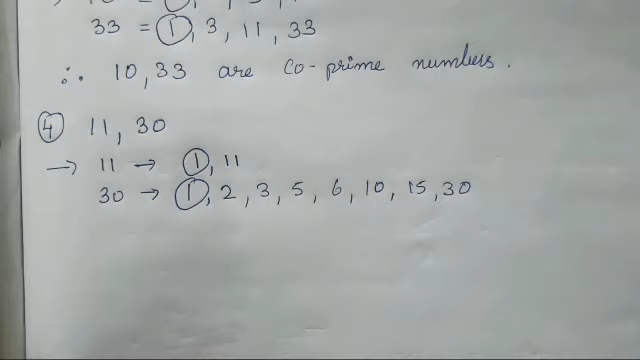 33 = 1, 3, 11, 33
∴ 10, 33 are co-prime numbers.
4 11, 30
→ 11 → 1, 11
30 → 1, 2, 3, 5, 6, 10, 15, 30